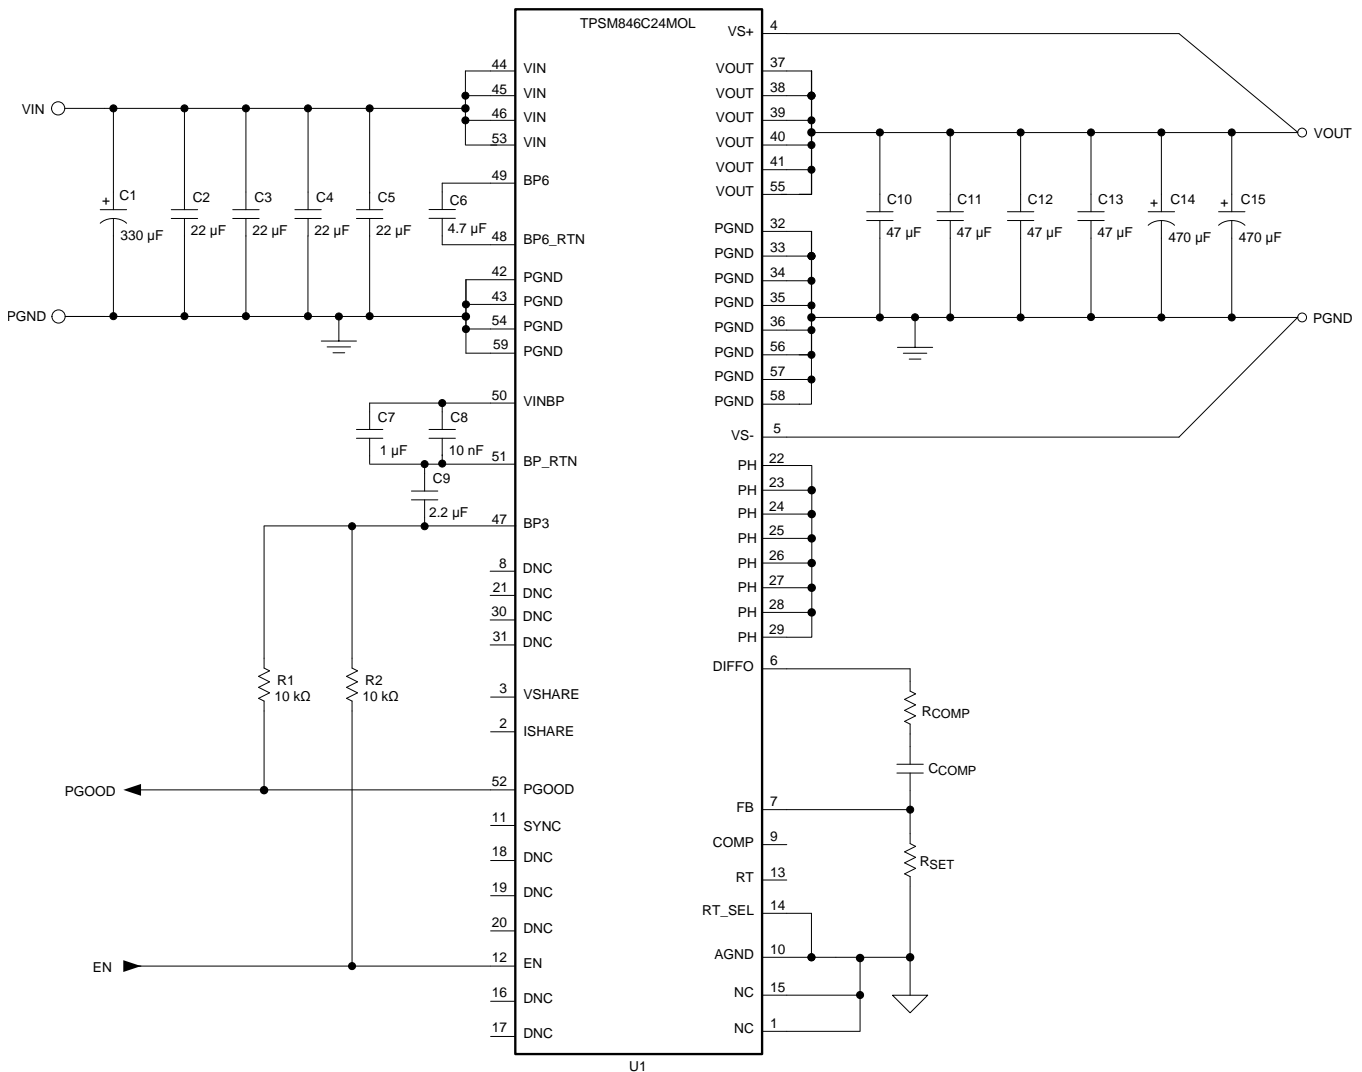 TPSM846C24MOL
VIN
PGND
+
C1
330 µF
C2
22 µF
C3
22 µF
C4
22 µF
C5
22 µF
C6
4.7 µF
C7
1 µF
C8
10 nF
C9
2.2 µF
R1
10 kΩ
R2
10 kΩ
PGOOD
EN
44 VIN
45 VIN
46 VIN
53 VIN
49 BP6
48 BP6_RTN
42 PGND
43 PGND
54 PGND
59 PGND
50 VINBP
51 BP_RTN
47 BP3
8 DNC
21 DNC
30 DNC
31 DNC
3 VSHARE
2 ISHARE
52 PGOOD
11 SYNC
18 DNC
19 DNC
20 DNC
12 EN
16 DNC
17 DNC
VS+ 4
VOUT 37
VOUT 38
VOUT 39
VOUT 40
VOUT 41
VOUT 55
PGND 32
PGND 33
PGND 34
PGND 35
PGND 36
PGND 56
PGND 57
PGND 58
VS- 5
PH 22
PH 23
PH 24
PH 25
PH 26
PH 27
PH 28
PH 29
DIFFO 6
FB 7
COMP 9
RT 13
RT_SEL 14
AGND 10
NC 15
NC 1
C10
47 µF
C11
47 µF
C12
47 µF
C13
47 µF
+
C14
470 µF
+
C15
470 µF
VOUT
PGND
RCOMP
CCOMP
RSET
U1